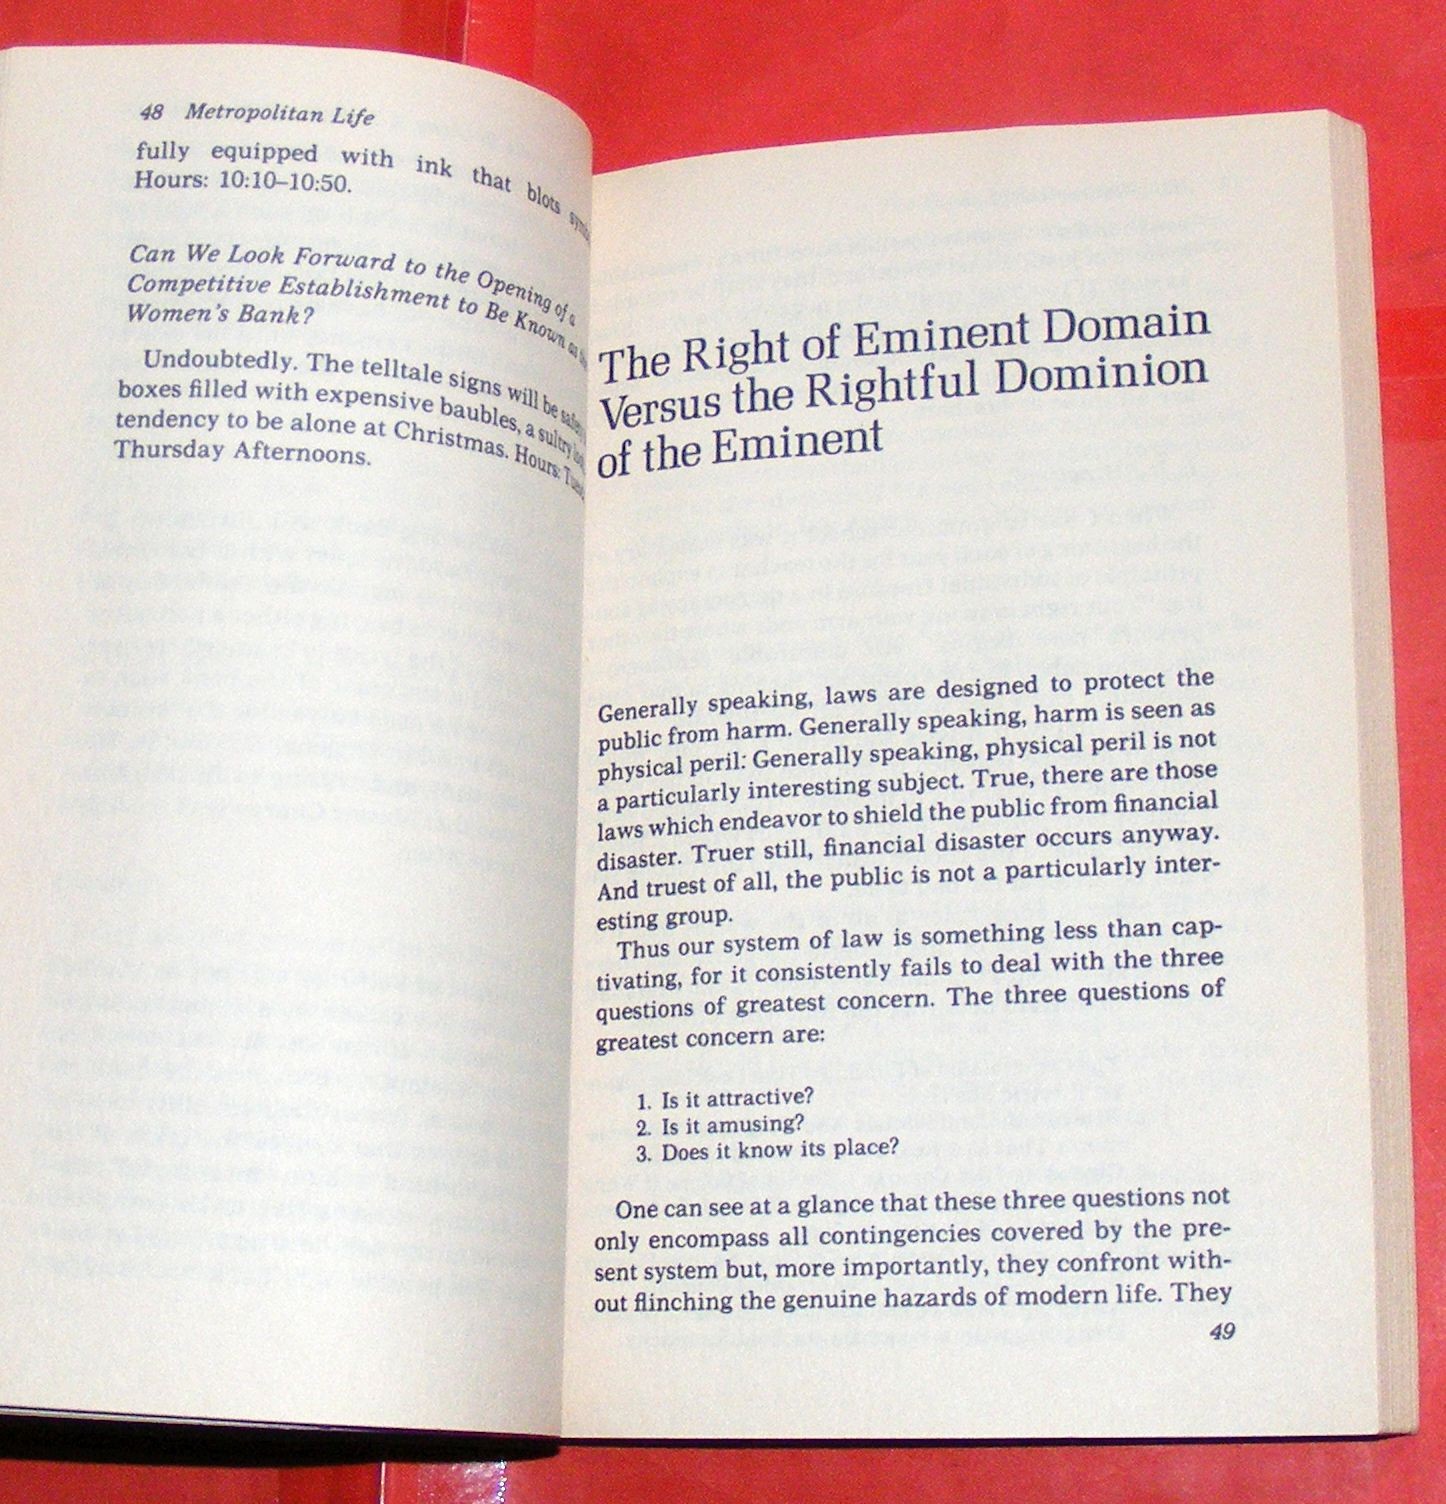 48 Metropolitan Life
fully equipped with ink that blots
Hours: 10:10–10:50.
Can We Look Forward to the Opening of a
Competitive Establishment to Be Known as
Women's Bank?
Undoubtedly. The telltale signs will be
boxes filled with expensive baubles, a sultry
tendency to be alone at Christmas. Hours:
Thursday Afternoons.
The Right of Eminent Domain
Versus the Rightful Dominion
of the Eminent
Generally speaking, laws are designed to protect the
public from harm. Generally speaking, harm is seen as
physical peril: Generally speaking, physical peril is not
a particularly interesting subject. True, there are those
laws which endeavor to shield the public from financial
disaster. Truer still, financial disaster occurs anyway.
And truest of all, the public is not a particularly inter-
esting group.
Thus our system of law is something less than cap-
tivating, for it consistently fails to deal with the three
questions of greatest concern. The three questions of
greatest concern are:
1. Is it attractive?
2. Is it amusing?
3. Does it know its place?
One can see at a glance that these three questions not
only encompass all contingencies covered by the pre-
sent system but, more importantly, they confront with-
out flinching the genuine hazards of modern life. They
49